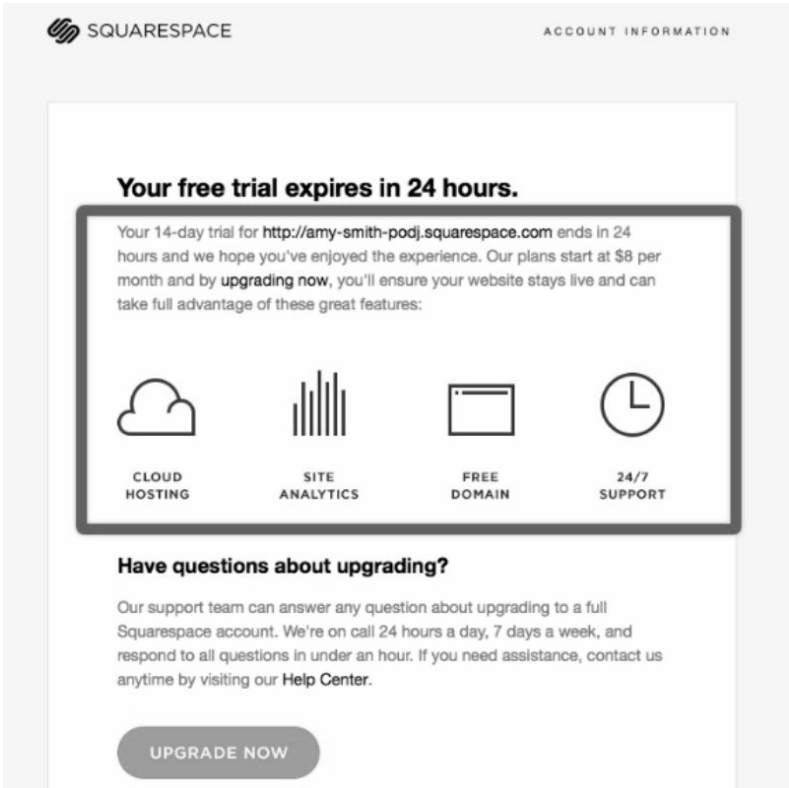 SQUARESPACE
ACCOUNT INFORMATION
Your free trial expires in 24 hours.
Your 14-day trial for http://amy-smith-podj.squarespace.com ends in 24
hours and we hope you've enjoyed the experience. Our plans start at $8 per
month and by upgrading now, you'll ensure your website stays live and can
take full advantage of these great features:
CLOUD
HOSTING
SITE
ANALYTICS
FREE
DOMAIN
24/7
SUPPORT
Have questions about upgrading?
Our support team can answer any question about upgrading to a full
Squarespace account. We're on call 24 hours a day, 7 days a week, and
respond to all questions in under an hour. If you need assistance, contact us
anytime by visiting our Help Center.
UPGRADE NOW